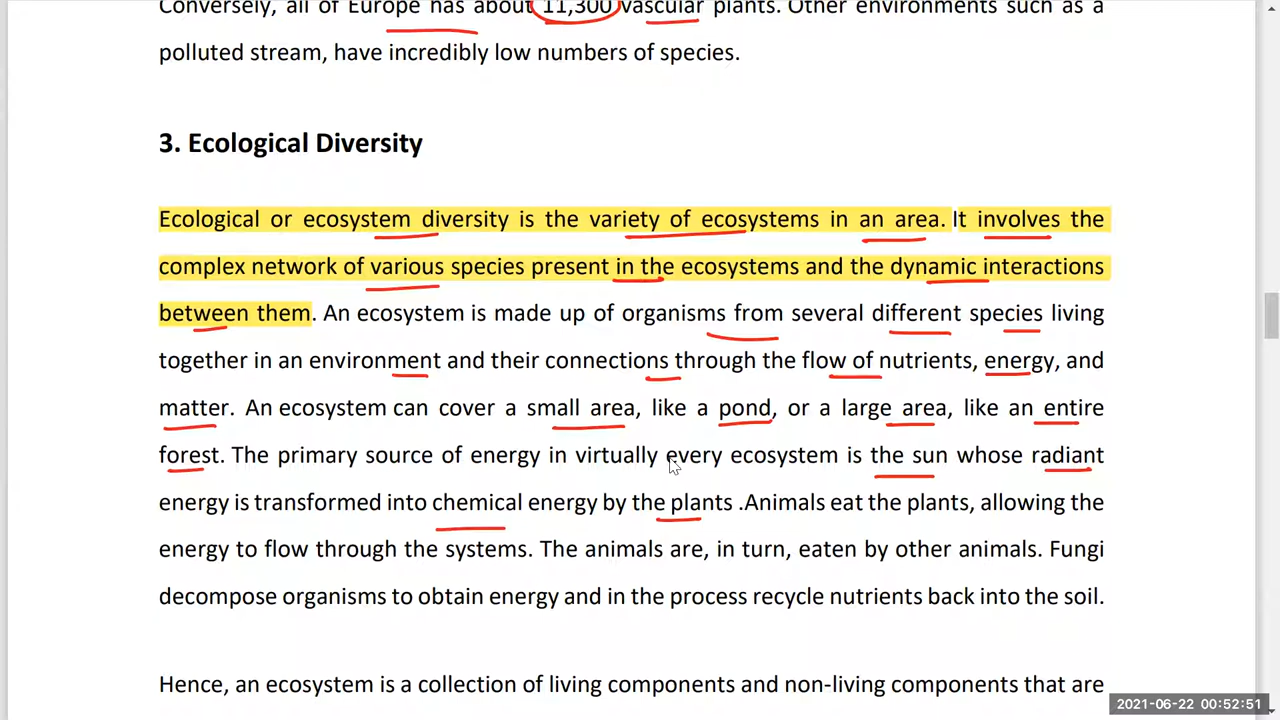 Conversely, all of Europe has about 11,300 vascular plants. Other environments such as a
polluted stream, have incredibly low numbers of species.
3. Ecological Diversity
Ecological or ecosystem diversity is the variety of ecosystems in an area. It involves the
complex network of various species present in the ecosystems and the dynamic interactions
between them. An ecosystem is made up of organisms from several different species living
together in an environment and their connections through the flow of nutrients, energy, and
matter. An ecosystem can cover a small area, like a pond, or a large area, like an entire
forest. The primary source of energy in virtually every ecosystem is the sun whose radiant
energy is transformed into chemical energy by the plants .Animals eat the plants, allowing the
energy to flow through the systems. The animals are, in turn, eaten by other animals. Fungi
decompose organisms to obtain energy and in the process recycle nutrients back into the soil.
Hence, an ecosystem is a collection of living components and non-living components that are
2021-06-22 00:52:51